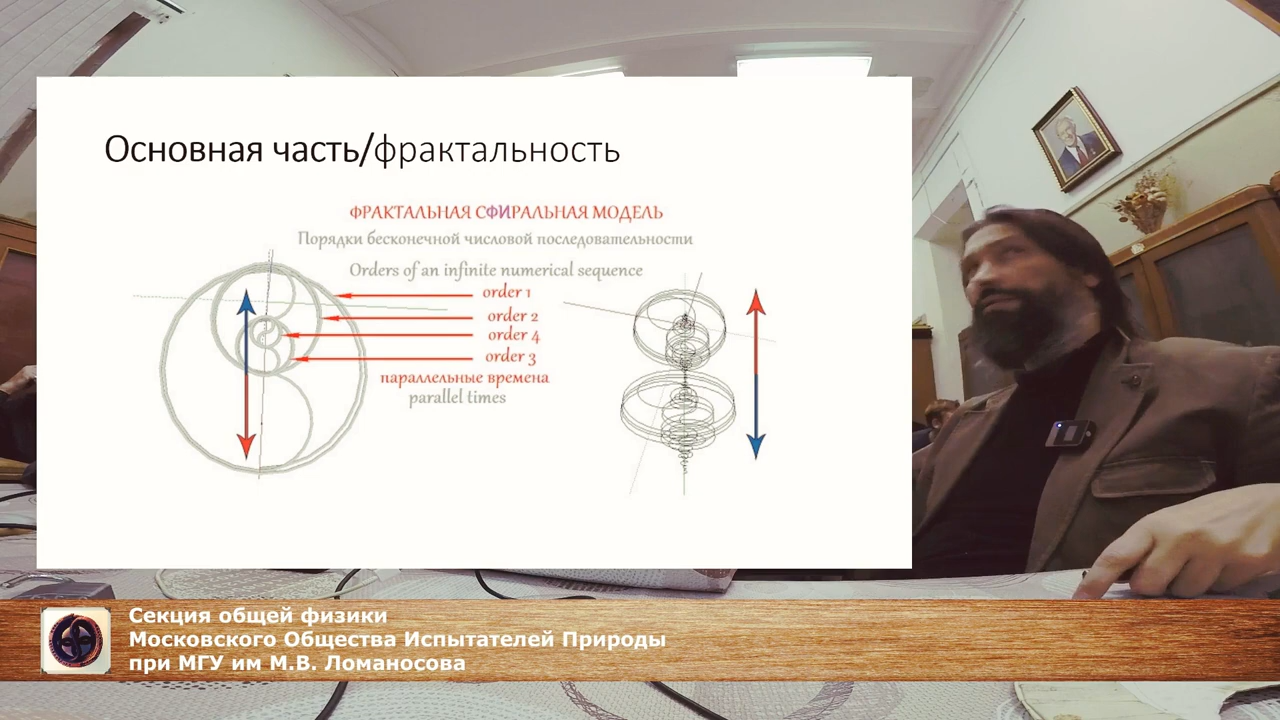 Основная часть/фрактальность
ФРАКТАЛЬНАЯ СФИРАЛЬНАЯ МОДЕЛЬ
Порядки бесконечной числовой последовательности
Orders of an infinite numerical sequence
order 1
order 2
order 4
order 3
параллельные времена
parallel times
Секция общей физики
Московского Общества Испытателей Природы
при МГУ им М.В. Ломаносова